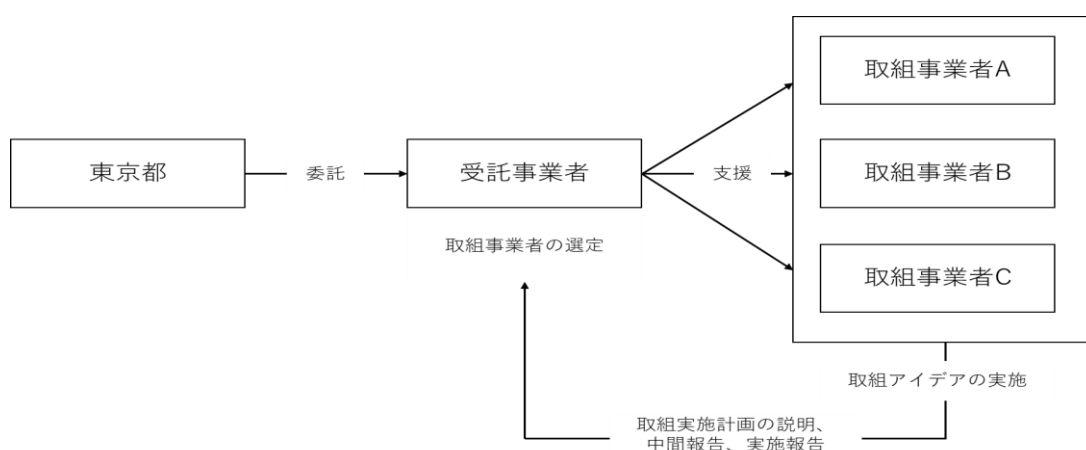 取組事業者A
東京都
委託
受託事業者
支援
取組事業者B
取組事業者の選定
取組事業者C
取組アイデアの実施
取組実施計画の説明、
中間報告、実施報告